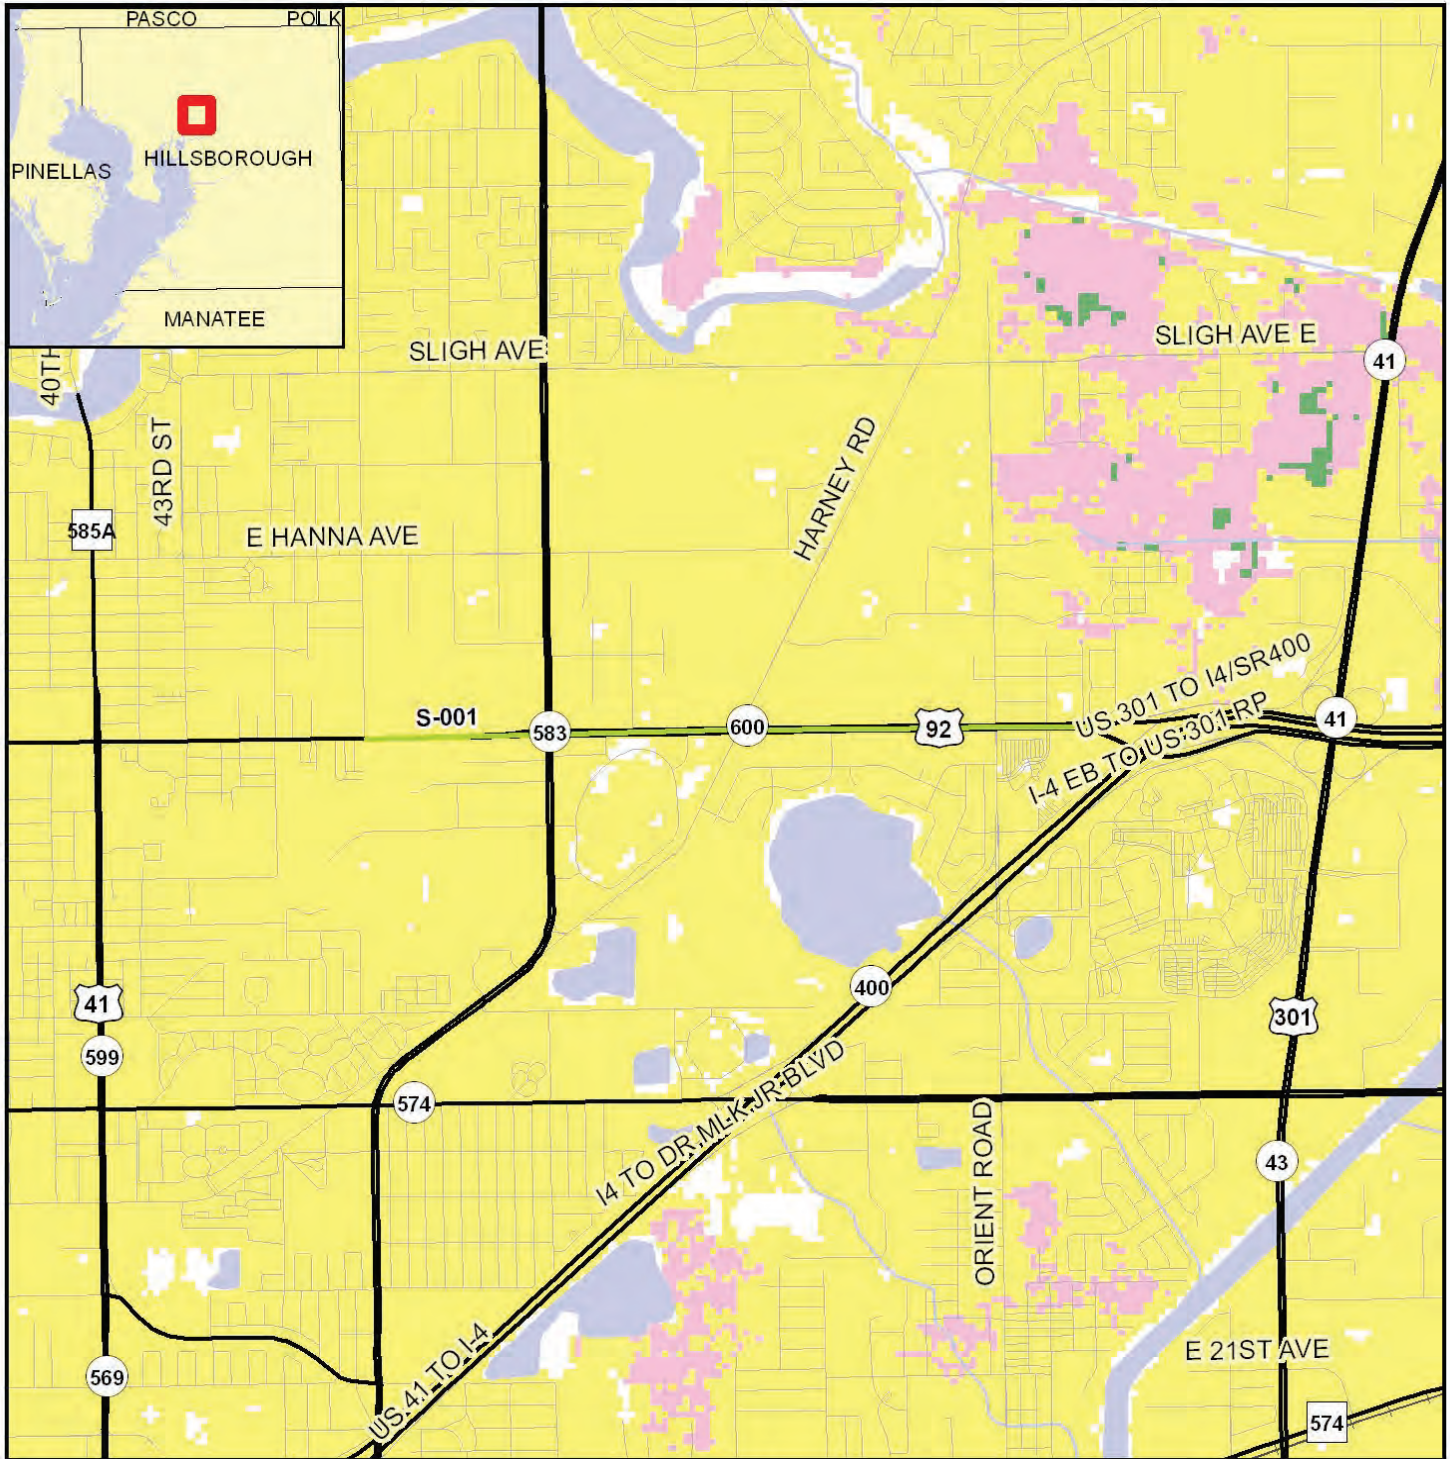 PASCO
POLK
PINELLAS
HILLSBOROUGH
MANATEE
40TH
SLIGH AVE
SLIGH AVE E
41
43RD ST
HARNEY RD
585A
E HANNA AVE
US 301 TO I4/SR400
S-001
583
600
92
41
I-4 EB TO US 301 RP
41
400
301
599
574
I4 TO DR MLK JR BLVD
ORIENT ROAD
43
US 41 TO I-4
E 21ST AVE
569
574